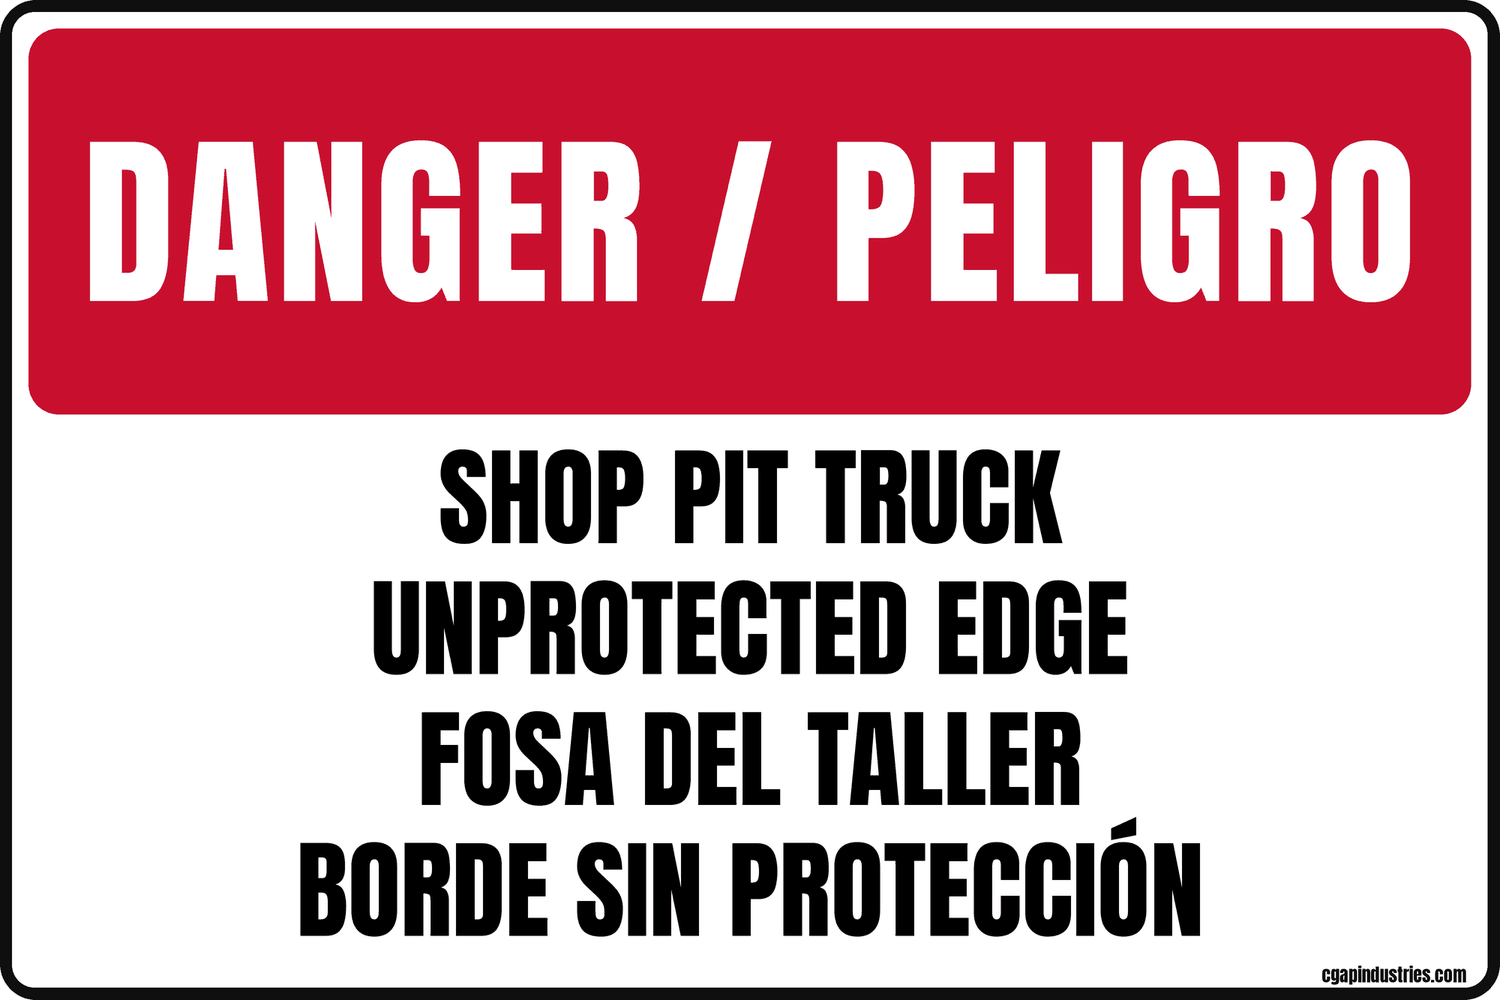 DANGER / PELIGRO
SHOP PIT TRUCK
UNPROTECTED EDGE
FOSA DEL TALLER
BORDE SIN PROTECCIÓN
cgapindustries.com